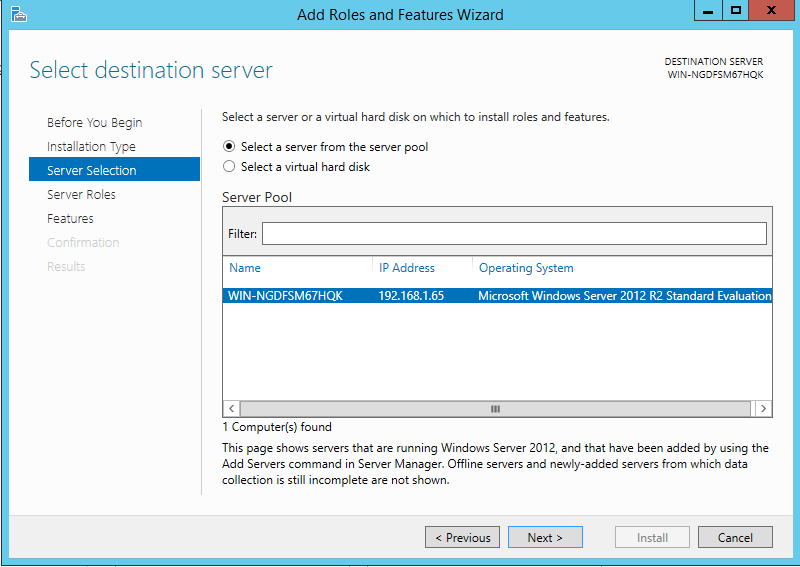 Add Roles and Features Wizard
Select destination server
DESTINATION SERVER
WIN-NGDFSM67HQK
Before You Begin
Installation Type
Server Selection
Server Roles
Features
Confirmation
Results
Select a server or a virtual hard disk on which to install roles and features.
Select a server from the server pool
Select a virtual hard disk
Server Pool
Filter:
Name IP Address Operating System
WIN-NGDFSM67HQK 192.168.1.65 Microsoft Windows Server 2012 R2 Standard Evaluation
1 Computer(s) found
This page shows servers that are running Windows Server 2012, and that have been added by using the
Add Servers command in Server Manager. Offline servers and newly-added servers from which data
collection is still incomplete are not shown.
< Previous Next > Install Cancel